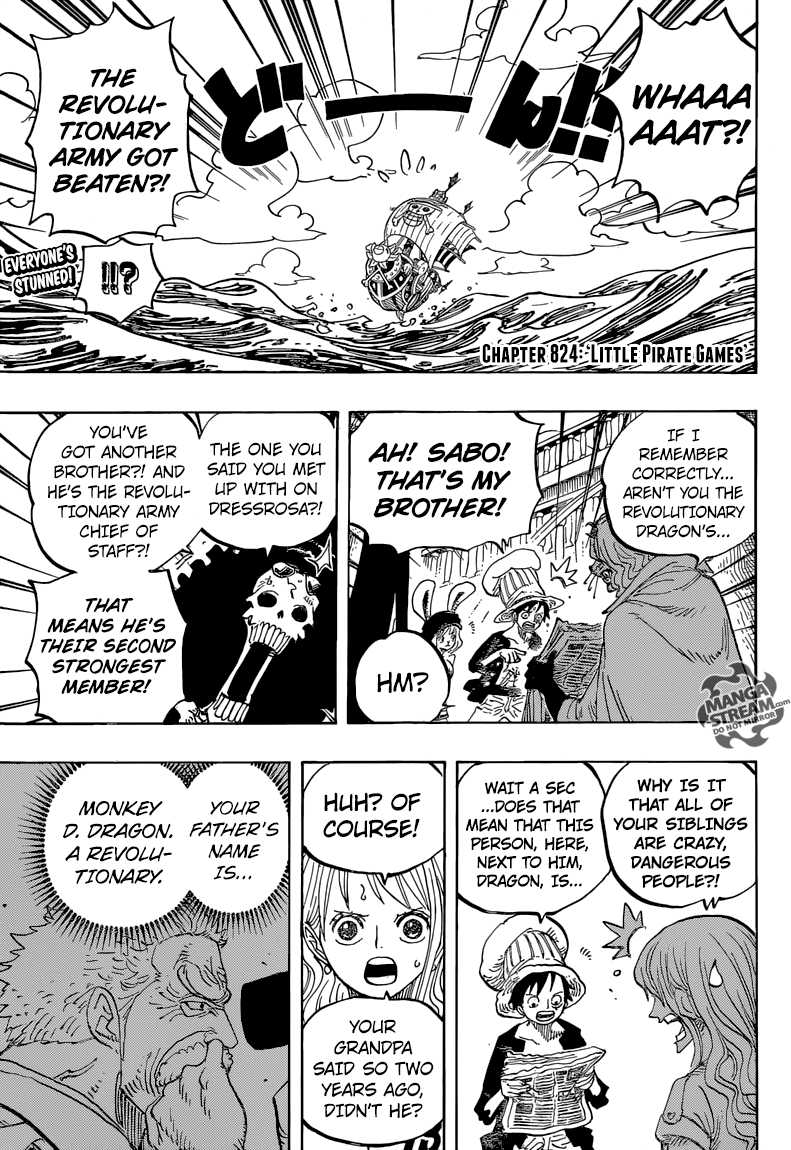 WHAAA
AAAT?!
どーーん!!
THE
REVOLU-
TIONARY
ARMY GOT
BEATEN?!
EVERYONE'S
STUNNED!
!!?
CHAPTER 824: 'LITTLE PIRATE GAMES'
IF I
REMEMBER
CORRECTLY...
AREN'T YOU THE
REVOLUTIONARY
DRAGON'S...
AH! SABO!
THAT'S MY
BROTHER!
HM?
THE ONE YOU
SAID YOU MET
UP WITH ON
DRESSROSA?!
YOU'VE
GOT ANOTHER
BROTHER?! AND
HE'S THE REVOLU-
TIONARY ARMY
CHIEF OF
STAFF?!
THAT
MEANS HE'S
THEIR SECOND
STRONGEST
MEMBER!
MANGA
STREAM.COM
DO NOT MIRROR
WHY IS IT
THAT ALL OF
YOUR SIBLINGS
ARE CRAZY,
DANGEROUS
PEOPLE?!
WAIT A SEC
...DOES THAT
MEAN THAT THIS
PERSON, HERE,
NEXT TO HIM,
DRAGON, IS...
HUH? OF
COURSE!
YOUR
GRANDPA
SAID SO TWO
YEARS AGO,
DIDN'T HE?
YOUR
FATHER'S
NAME
IS...
MONKEY
D. DRAGON.
A REVOLU-
TIONARY.